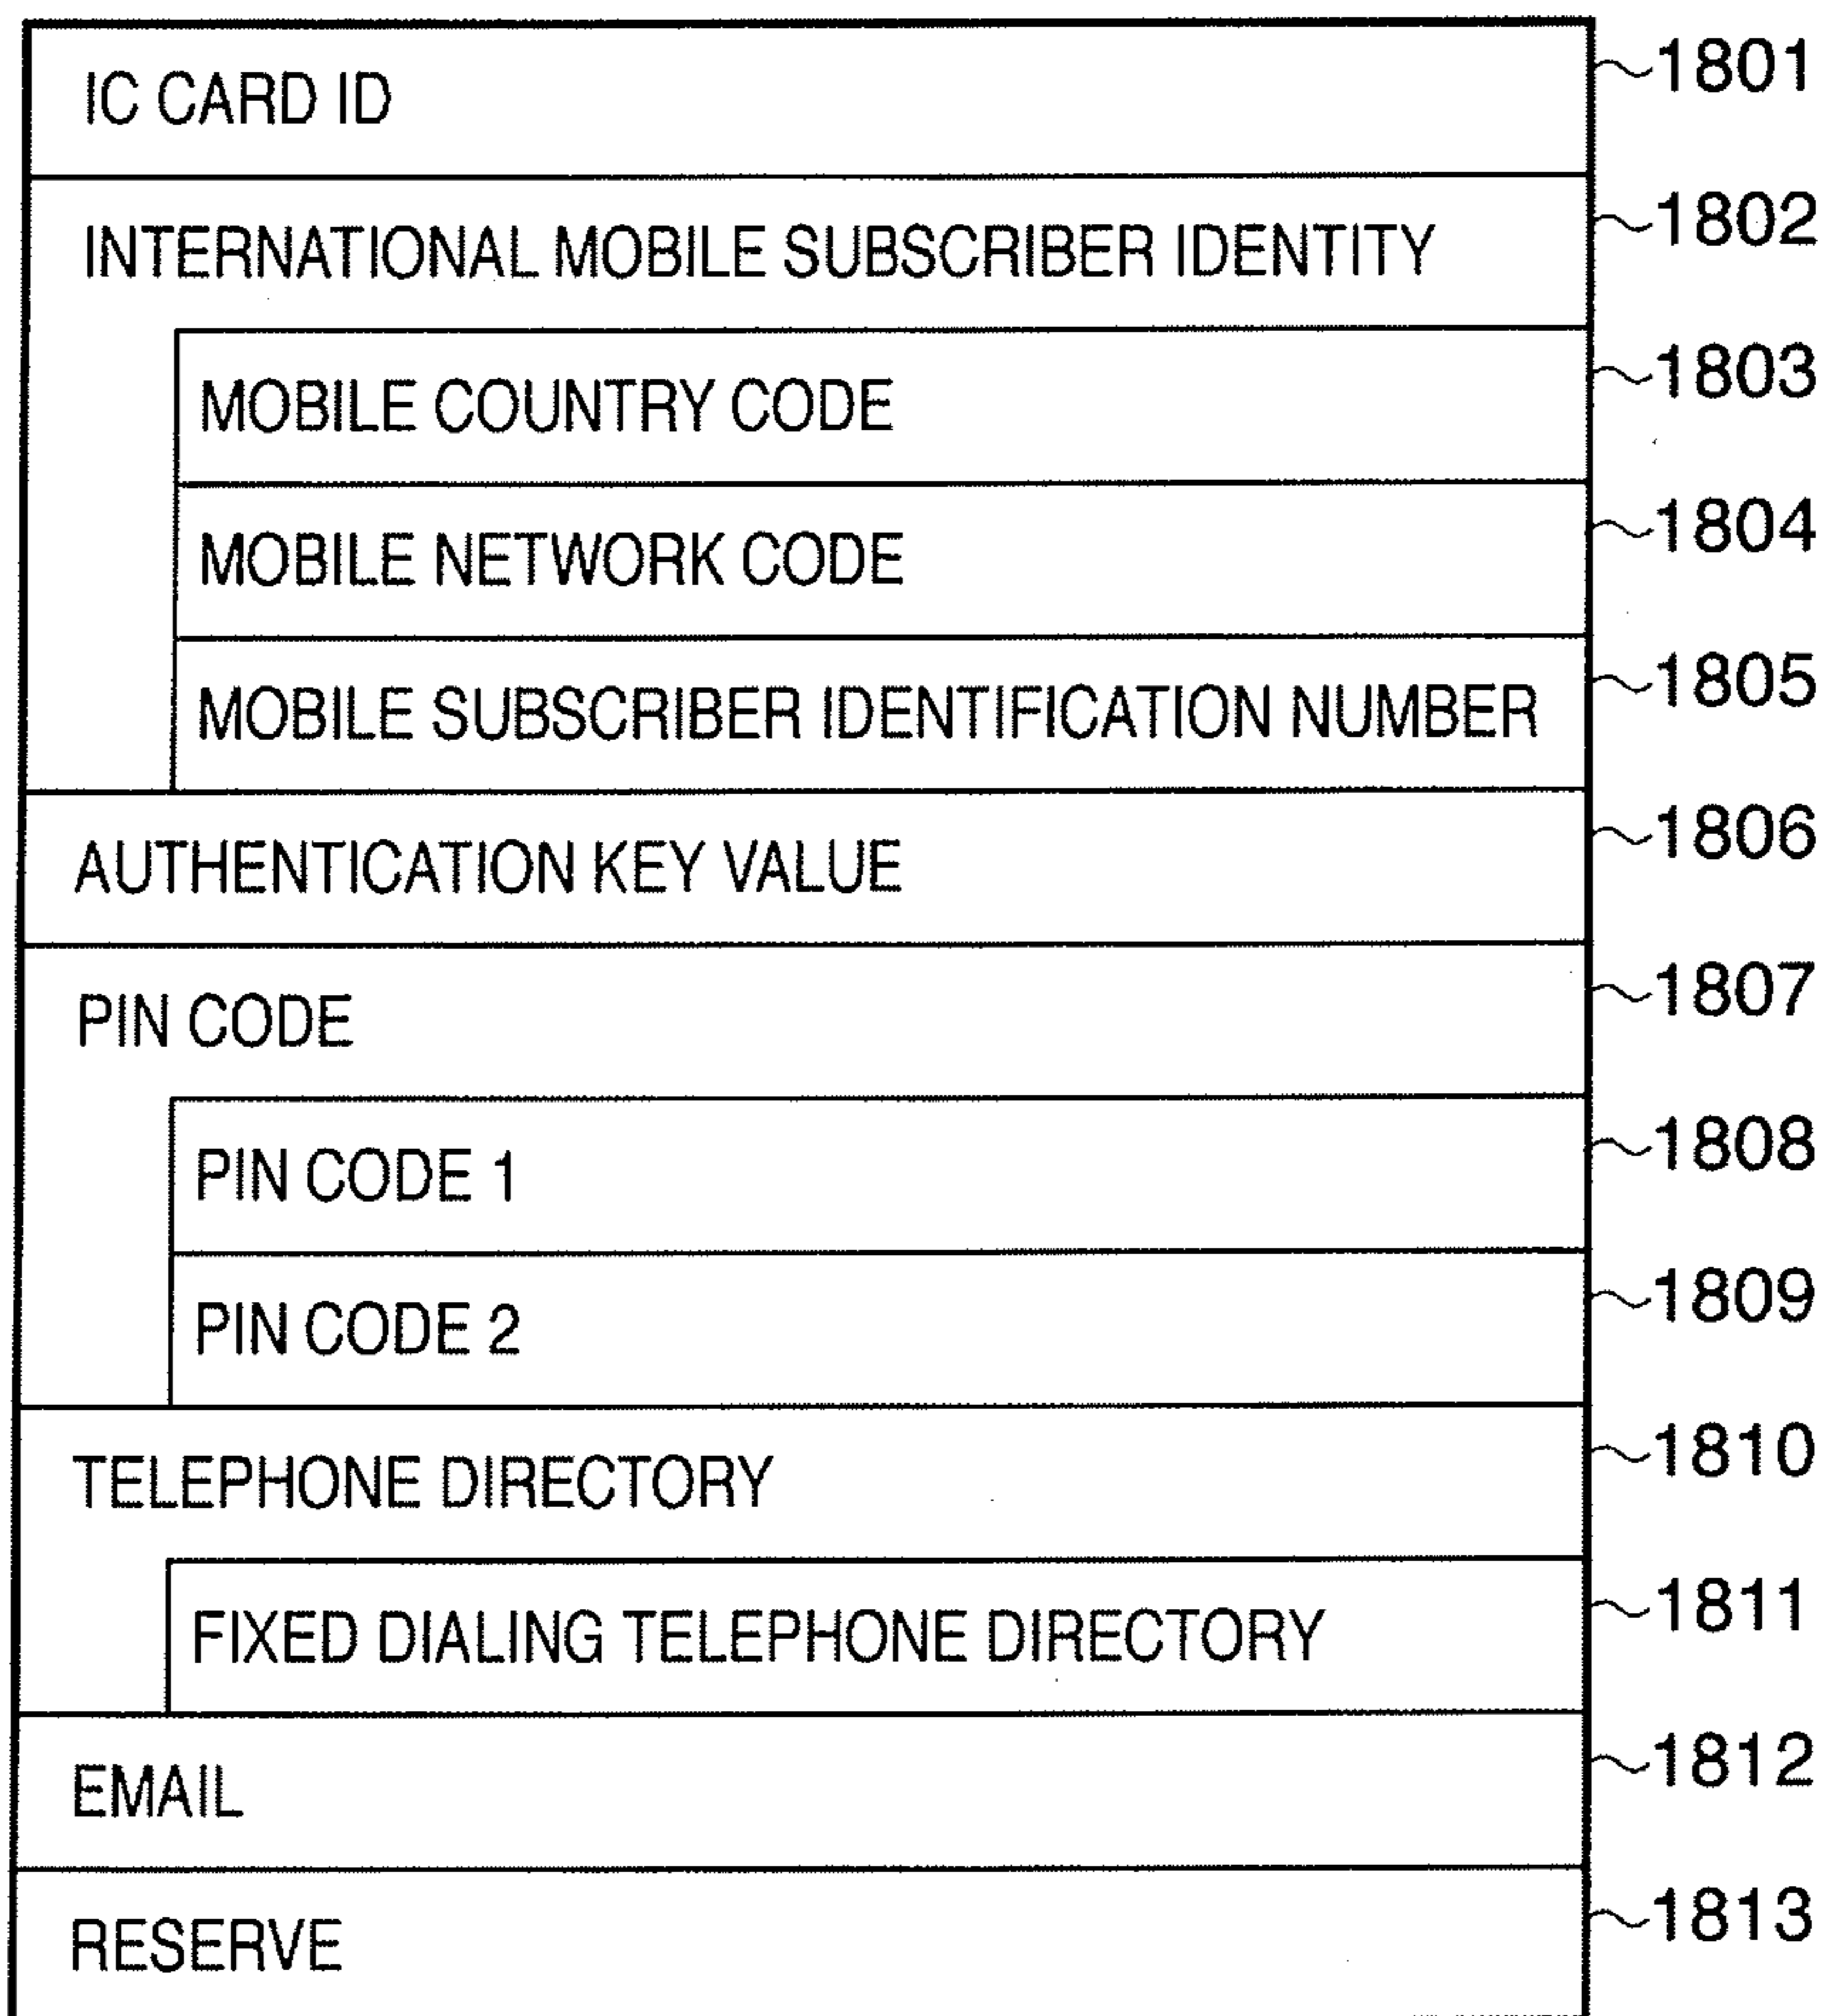 IC CARD ID 1801
INTERNATIONAL MOBILE SUBSCRIBER IDENTITY 1802
MOBILE COUNTRY CODE 1803
MOBILE NETWORK CODE 1804
MOBILE SUBSCRIBER IDENTIFICATION NUMBER 1805
AUTHENTICATION KEY VALUE 1806
PIN CODE 1807
PIN CODE 1 1808
PIN CODE 2 1809
TELEPHONE DIRECTORY 1810
FIXED DIALING TELEPHONE DIRECTORY 1811
EMAIL 1812
RESERVE 1813